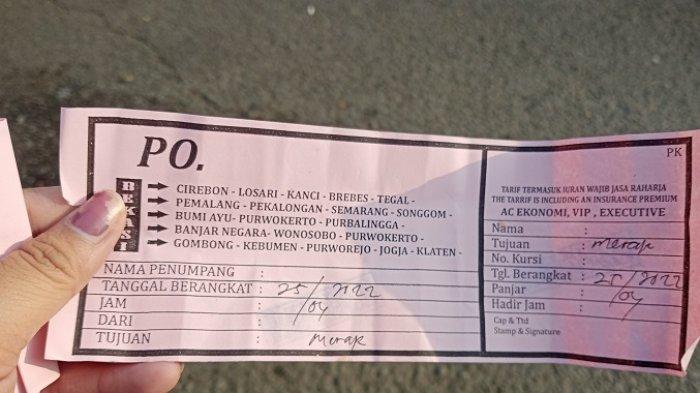 PO.
BEKASI
CIREBON - LOSARI - KANCI - BREBES - TEGAL -
PEMALANG - PEKALONGAN - SEMARANG - SONGGOM -
BUMI AYU - PURWOKERTO - PURBALINGGA -
BANJAR NEGARA- WONOSOBO - PURWOKERTO -
GOMBONG - KEBUMEN - PURWOREJO - JOGJA - KLATEN -
NAMA PENUMPANG :
TANGGAL BERANGKAT : 25/04 2022
JAM :
DARI :
TUJUAN : merak
PK
TARIF TERMASUK IURAN WAJIB JASA RAHARJA
THE TARRIF IS INCLUDING AN INSURANCE PREMIUM
AC EKONOMI, VIP , EXECUTIVE
Nama :
Tujuan : merak
No. Kursi :
Tgl. Berangkat : 25/04 2022
Panjar :
Hadir Jam :
Cap & Ttd
Stamp & Signature